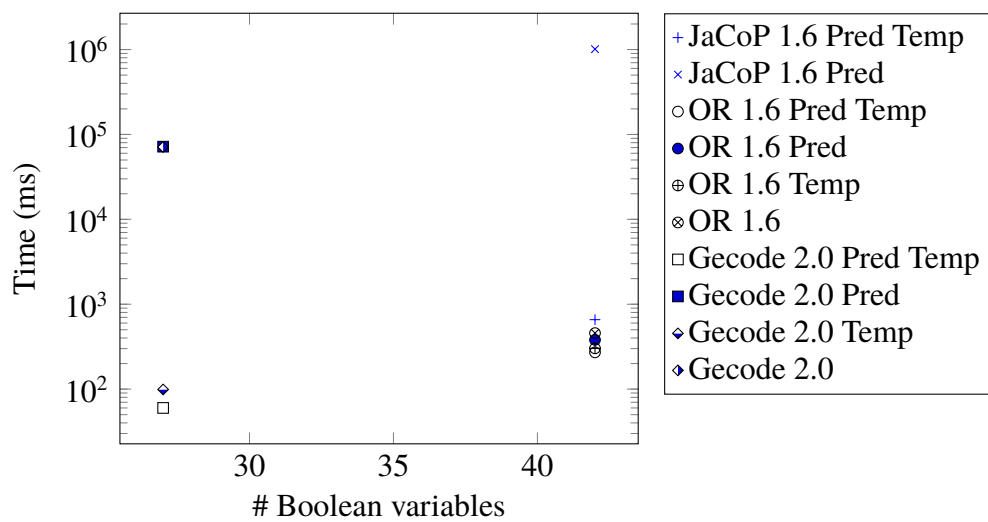 10^6
10^5
10^4
10^3
10^2
Time (ms)
30
35
40
# Boolean variables
JaCoP 1.6 Pred Temp
JaCoP 1.6 Pred
OR 1.6 Pred Temp
OR 1.6 Pred
OR 1.6 Temp
OR 1.6
Gecode 2.0 Pred Temp
Gecode 2.0 Pred
Gecode 2.0 Temp
Gecode 2.0